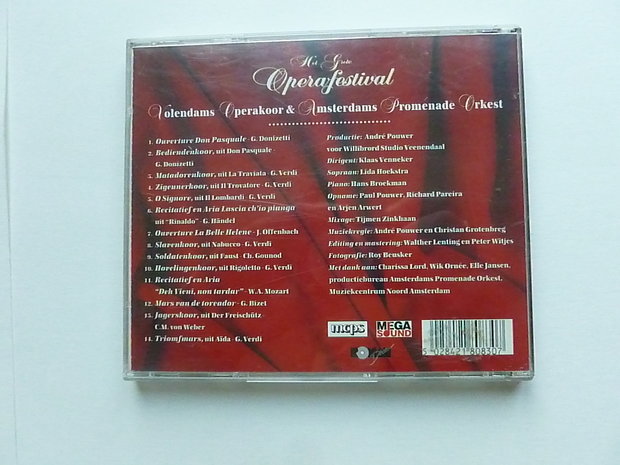 Het Grote
Operafestival
Volendams Operakoor & Amsterdams Promenade Orkest
1. Ouverture Don Pasquale - G. Donizetti
2. Bediendenkoor, uit Don Pasquale -
G. Donizetti
3. Matadorenkoor, uit La Traviata - G. Verdi
4. Zigeunerkoor, uit Il Trovatore - G. Verdi
5. O Signore, uit Il Lombardi - G. Verdi
6. Recitatief en Aria Lascia ch'io pianga
uit "Rinaldo" - G. Händel
7. Ouverture La Belle Helene - J. Offenbach
8. Slavenkoor, uit Nabucco - G. Verdi
9. Soldatenkoor, uit Faust - Ch. Gounod
10. Hovelingenkoor, uit Rigoletto - G. Verdi
11. Recitatief en Aria
"Deh Vieni, non tardar" - W.A. Mozart
12. Mars van de toreador - G. Bizet
13. Jagerskoor, uit Der Freischütz -
C.M. von Weber
14. Triomfmars, uit Aïda - G. Verdi
Productie: André Pouwer
voor Willibrord Studio Veenendaal
Dirigent: Klaas Venneker
Sopraan: Lida Hoekstra
Piano: Hans Broekman
Opname: Paul Pouwer, Richard Pareira
en Arjen Arwert
Mixage: Tijmen Zinkhaan
Muziekregie: André Pouwer en Christan Grotenbreg
Editing en mastering: Walther Lenting en Peter Witjes
Fotografie: Roy Beusker
Met dank aan: Charissa Lord, Wik Ornée, Elle Jansen,
productiebureau Amsterdams Promenade Orkest,
Muziekcentrum Noord Amsterdam
mcps
MEGA
SOUND
5 028421 808307